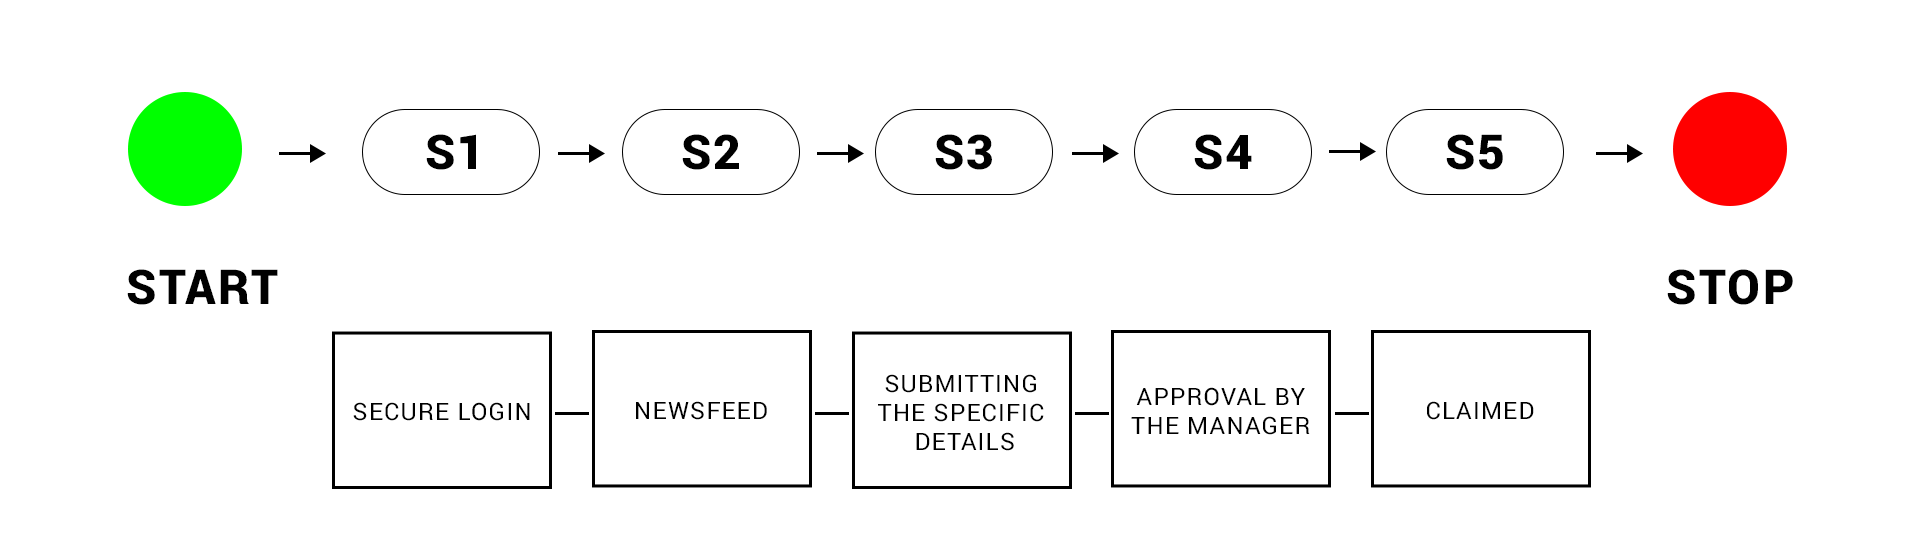 S1
S2
S3
S4
S5
START
STOP
SECURE LOGIN
NEWSFEED
SUBMITTING
THE SPECIFIC
DETAILS
APPROVAL BY
THE MANAGER
CLAIMED